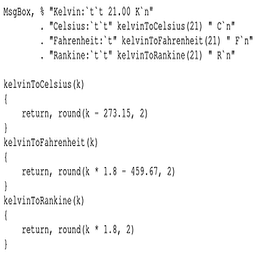 MsgBox, % "Kelvin:`t`t 21.00 K`n"
        . "Celsius:`t`t" kelvinToCelsius(21) " C`n"
        . "Fahrenheit:`t" kelvinToFahrenheit(21) " F`n"
        . "Rankine:`t`t" kelvinToRankine(21) " R`n"

kelvinToCelsius(k)
{
    return, round(k - 273.15, 2)
}
kelvinToFahrenheit(k)
{
    return, round(k * 1.8 - 459.67, 2)
}
kelvinToRankine(k)
{
    return, round(k * 1.8, 2)
}